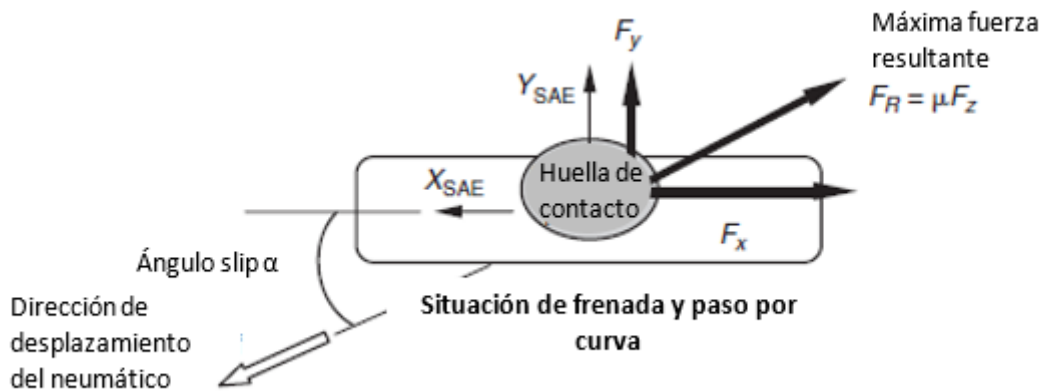 Máxima fuerza
resultante
F_R = μF_z
F_y
Y_SAE
X_SAE
Huella de
contacto
F_x
Ángulo slip α
Situación de frenada y paso por
curva
Dirección de
desplazamiento
del neumático